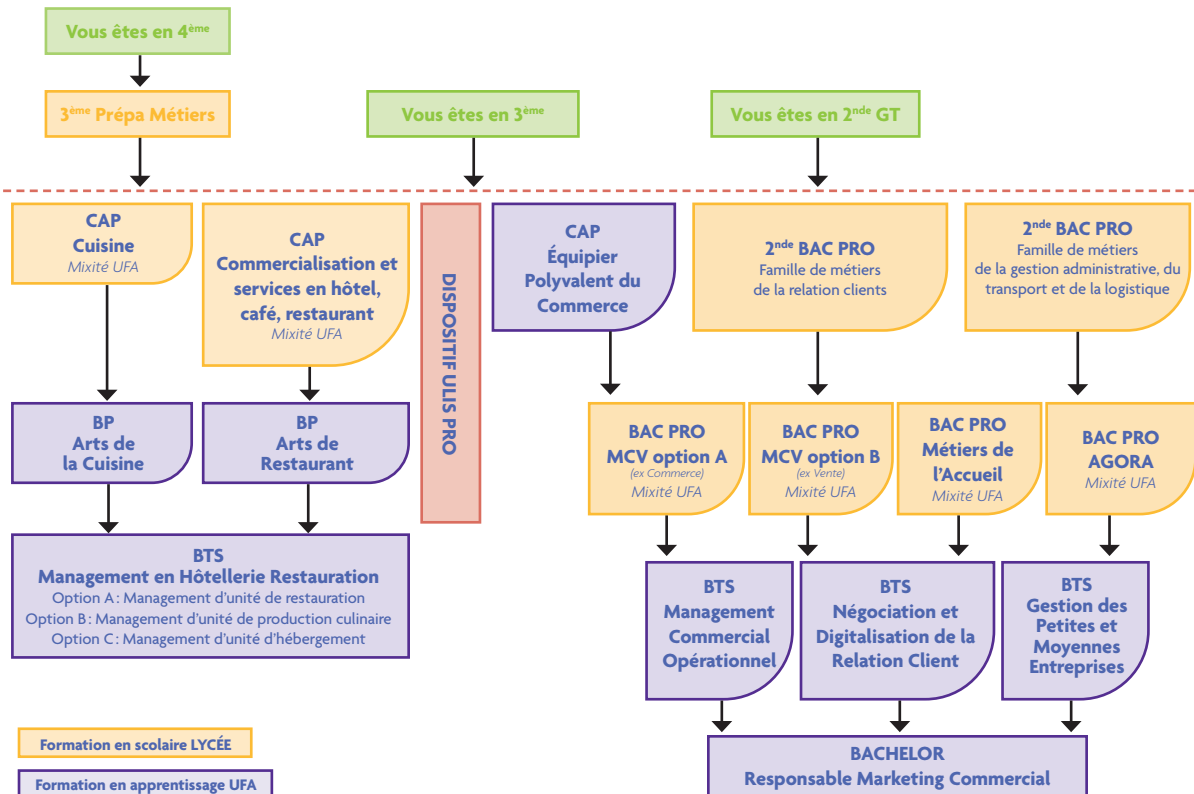 Vous êtes en 4ème
3ème Prépa Métiers
Vous êtes en 3ème
Vous êtes en 2nde GT
CAP
Cuisine
Mixité UFA
CAP
Commercialisation et
services en hôtel,
café, restaurant
Mixité UFA
DISPOSITIF ULIS PRO
CAP
Équipier
Polyvalent du
Commerce
2nde BAC PRO
Famille de métiers
de la relation clients
2nde BAC PRO
Famille de métiers
de la gestion administrative, du
transport et de la logistique
BP
Arts de
la Cuisine
BP
Arts de
Restaurant
BAC PRO
MCV option A
(ex Commerce)
Mixité UFA
BAC PRO
MCV option B
(ex Vente)
Mixité UFA
BAC PRO
Métiers de
l’Accueil
Mixité UFA
BAC PRO
AGORA
Mixité UFA
BTS
Management en Hôtellerie Restauration
Option A : Management d’unité de restauration
Option B : Management d’unité de production culinaire
Option C : Management d’unité d’hébergement
BTS
Management
Commercial
Opérationnel
BTS
Négociation et
Digitalisation de la
Relation Client
BTS
Gestion des
Petites et
Moyennes
Entreprises
BACHELOR
Responsable Marketing Commercial
Formation en scolaire LYCÉE
Formation en apprentissage UFA